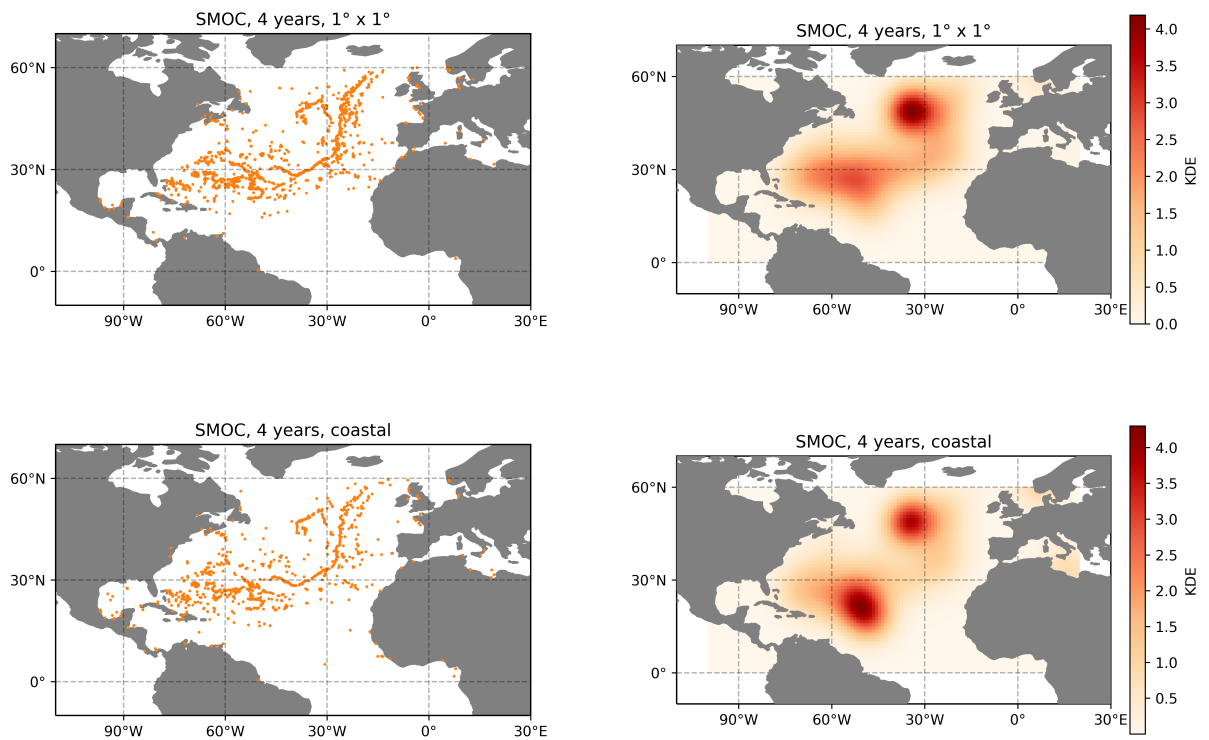 SMOC, 4 years, 1° x 1°
60°N
30°N
0°
90°W 60°W 30°W 0° 30°E
SMOC, 4 years, 1° x 1°
60°N
30°N
0°
90°W 60°W 30°W 0° 30°E
4.0
3.5
3.0
2.5
2.0
1.5
1.0
0.5
0.0
KDE
SMOC, 4 years, coastal
60°N
30°N
0°
90°W 60°W 30°W 0° 30°E
SMOC, 4 years, coastal
60°N
30°N
0°
90°W 60°W 30°W 0° 30°E
4.0
3.5
3.0
2.5
2.0
1.5
1.0
0.5
KDE